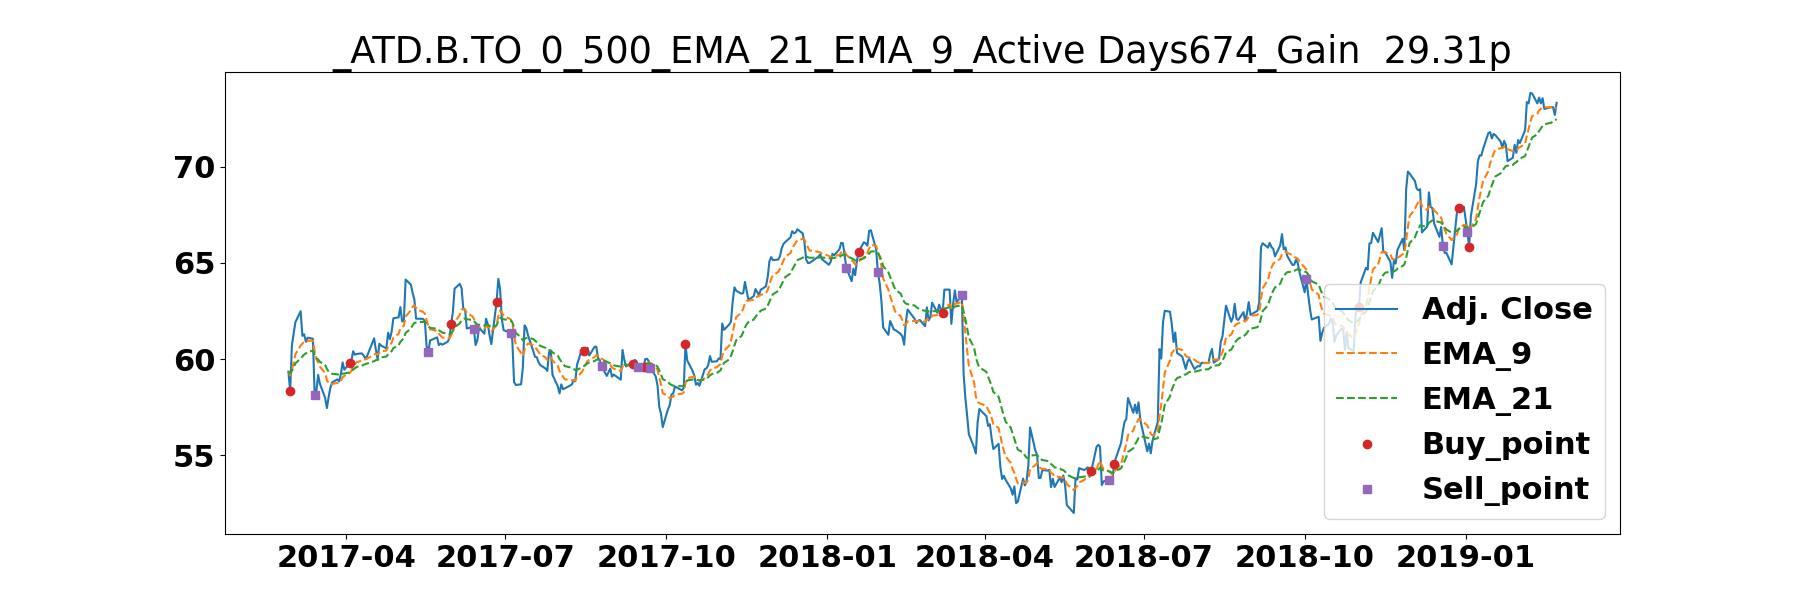 _ATD.B.TO_0_500_EMA_21_EMA_9_Active Days674_Gain  29.31p
70
65
60
55
2017-04 2017-07 2017-10 2018-01 2018-04 2018-07 2018-10 2019-01
Adj. Close
EMA_9
EMA_21
Buy_point
Sell_point